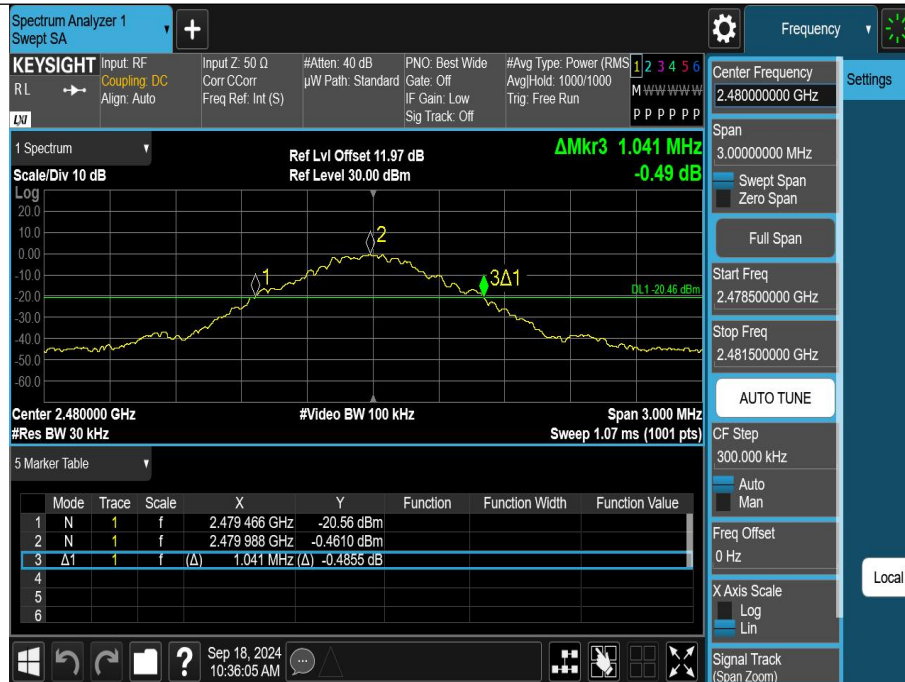 Spectrum Analyzer 1
Swept SA
+
Frequency
KEYSIGHT
RL
LXI
Input: RF
Coupling: DC
Align: Auto
Input Z: 50 Ω
Corr CCorr
Freq Ref: Int (S)
#Atten: 40 dB
µW Path: Standard
PNO: Best Wide
Gate: Off
IF Gain: Low
Sig Track: Off
#Avg Type: Power (RMS
Avg|Hold: 1000/1000
Trig: Free Run
1 2 3 4 5 6
M W W W W W
P P P P P P
1 Spectrum
Scale/Div 10 dB
Ref Lvl Offset 11.97 dB
Ref Level 30.00 dBm
ΔMkr3 1.041 MHz
-0.49 dB
Log
20.0
10.0
0.00
-10.0
-20.0
-30.0
-40.0
-50.0
-60.0
1
2
3Δ1
DL1 -20.46 dBm
Center 2.480000 GHz
#Video BW 100 kHz
Span 3.000 MHz
#Res BW 30 kHz
Sweep 1.07 ms (1001 pts)
5 Marker Table
Mode Trace Scale X Y Function Function Width Function Value
1 N 1 f 2.479 466 GHz -20.56 dBm
2 N 1 f 2.479 988 GHz -0.4610 dBm
3 Δ1 1 f (Δ) 1.041 MHz (Δ) -0.4855 dB
4
5
6
?
Sep 18, 2024
10:36:05 AM
Center Frequency
2.480000000 GHz
Span
3.00000000 MHz
Swept Span
Zero Span
Full Span
Start Freq
2.478500000 GHz
Stop Freq
2.481500000 GHz
AUTO TUNE
CF Step
300.000 kHz
Auto
Man
Freq Offset
0 Hz
X Axis Scale
Log
Lin
Signal Track
(Span Zoom)
Settings
Local